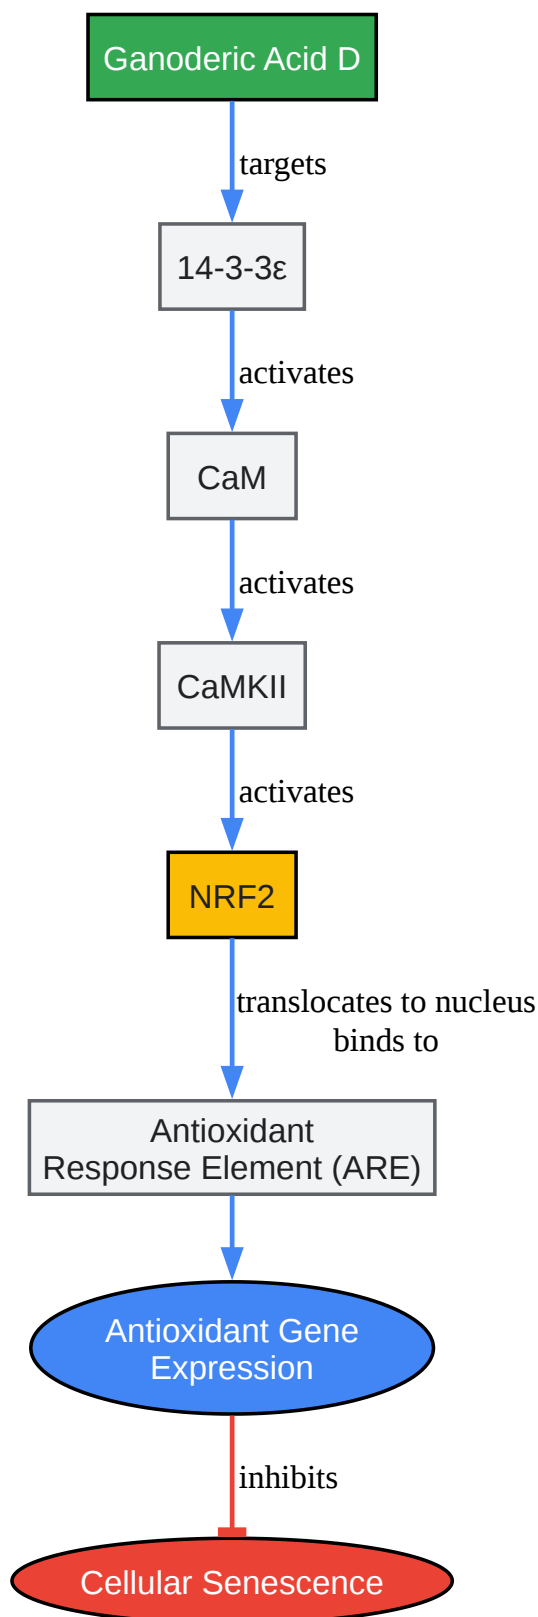 Ganoderic Acid D
targets
14-3-3ε
activates
CaM
activates
CaMKII
activates
NRF2
translocates to nucleus
binds to
Antioxidant
Response Element (ARE)
Antioxidant Gene
Expression
inhibits
Cellular Senescence